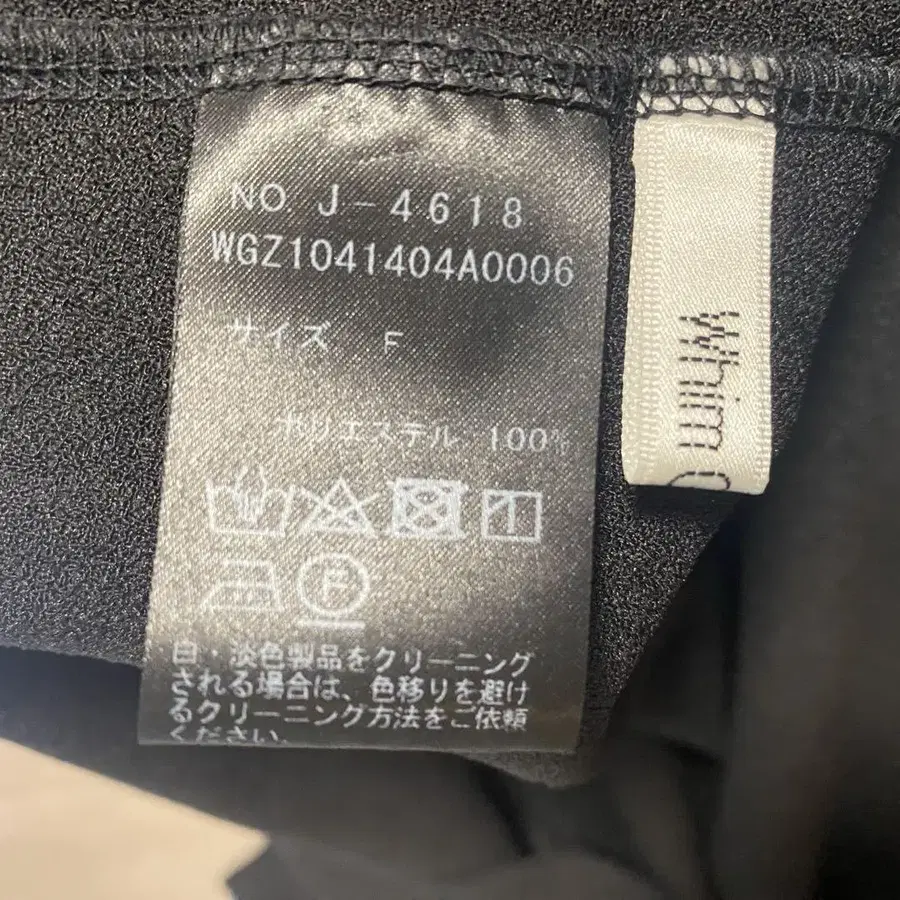 NO J-4618
WGZ1041404A0006
サイズ F
ポリエステル 100%
F
白・淡色製品をクリーニング
される場合は、色移りを避け
るクリーニング方法をご依頼
ください。
Whim